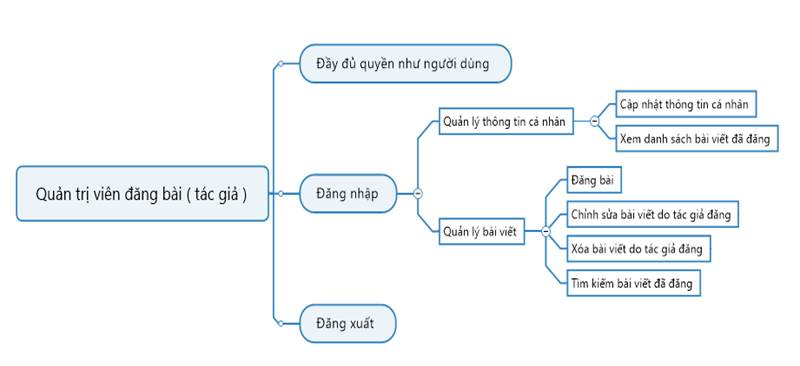 Quản trị viên đăng bài ( tác giả )
Đầy đủ quyền như người dùng
Đăng nhập
Quản lý thông tin cá nhân
Cập nhật thông tin cá nhân
Xem danh sách bài viết đã đăng
Quản lý bài viết
Đăng bài
Chỉnh sửa bài viết do tác giả đăng
Xóa bài viết do tác giả đăng
Tìm kiếm bài viết đã đăng
Đăng xuất